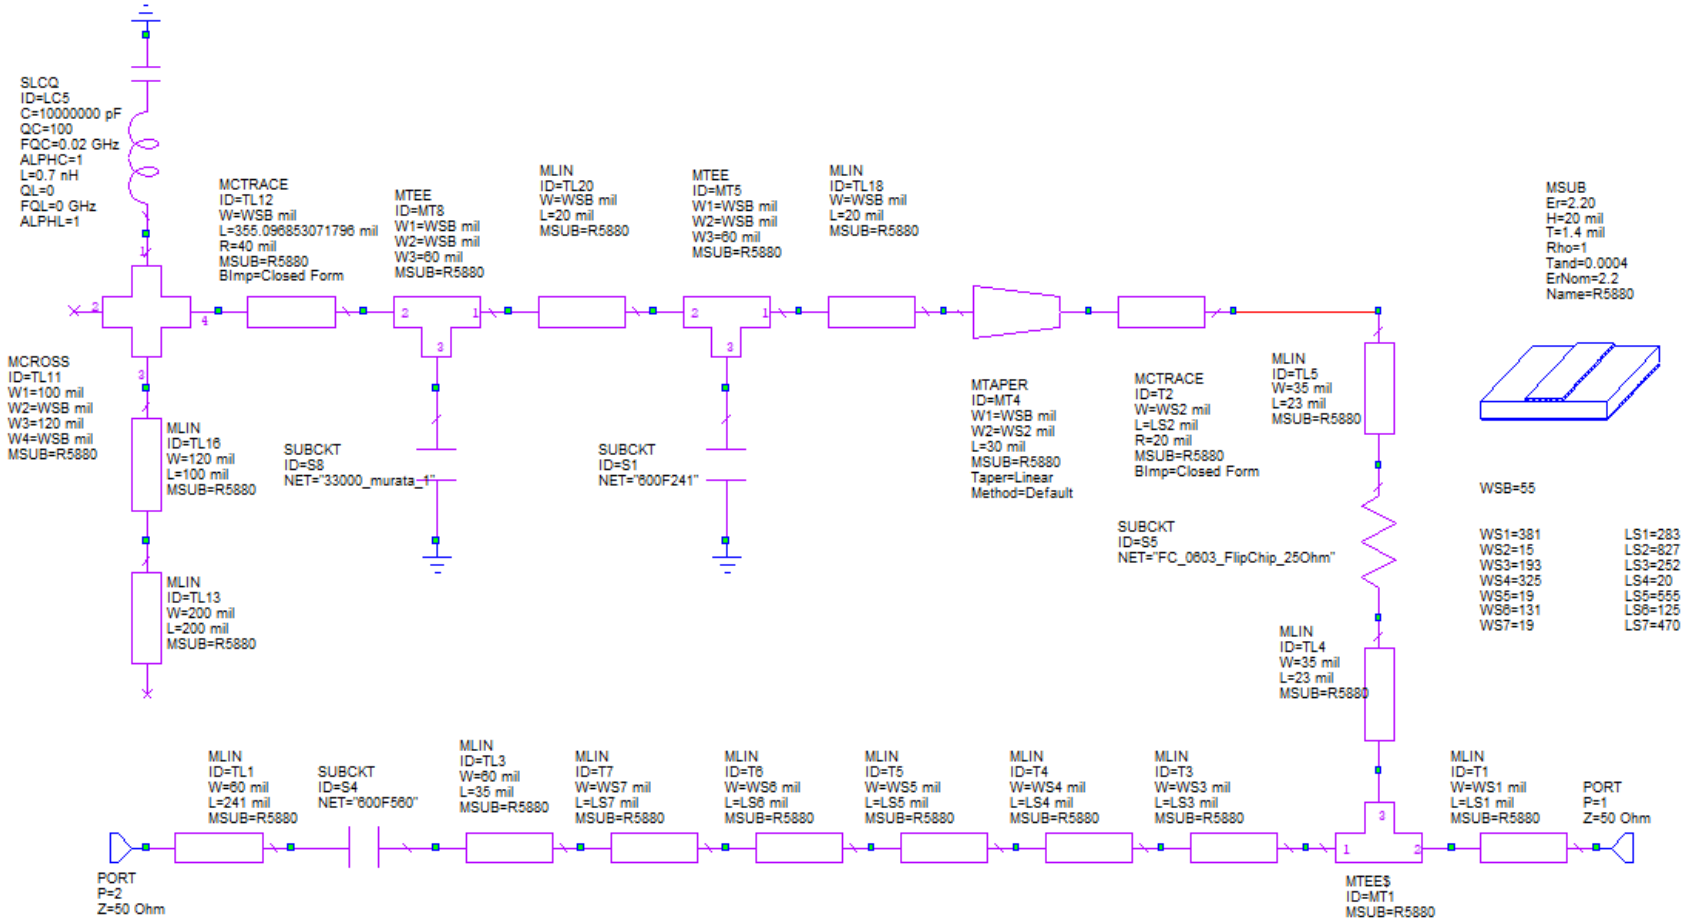 SLCQ
ID=LC5
C=10000000 pF
QC=100
FQC=0.02 GHz
ALPHC=1
L=0.7 nH
QL=0
FQL=0 GHz
ALPHL=1
MCTRACE
ID=TL12
W=WSB mil
L=355.096853071796 mil
R=40 mil
MSUB=R5880
BImp=Closed Form
MTEE
ID=MT8
W1=WSB mil
W2=WSB mil
W3=60 mil
MSUB=R5880
MLIN
ID=TL20
W=WSB mil
L=20 mil
MSUB=R5880
MTEE
ID=MT5
W1=WSB mil
W2=WSB mil
W3=60 mil
MSUB=R5880
MLIN
ID=TL18
W=WSB mil
L=20 mil
MSUB=R5880
MSUB
Er=2.20
H=20 mil
T=1.4 mil
Rho=1
Tand=0.0004
ErNom=2.2
Name=R5880
1
2
4
3
2
1
3
2
1
3
MCROSS
ID=TL11
W1=100 mil
W2=WSB mil
W3=120 mil
W4=WSB mil
MSUB=R5880
MLIN
ID=TL16
W=120 mil
L=100 mil
MSUB=R5880
SUBCKT
ID=S8
NET="33000_murata_1"
SUBCKT
ID=S1
NET="600F241"
MTAPER
ID=MT4
W1=WSB mil
W2=WS2 mil
L=30 mil
MSUB=R5880
Taper=Linear
Method=Default
MCTRACE
ID=T2
W=WS2 mil
L=LS2 mil
R=20 mil
MSUB=R5880
BImp=Closed Form
MLIN
ID=TL5
W=35 mil
L=23 mil
MSUB=R5880
WSB=55
SUBCKT
ID=S5
NET="FC_0603_FlipChip_25Ohm"
WS1=381 LS1=283
WS2=15 LS2=827
WS3=193 LS3=252
WS4=325 LS4=20
WS5=19 LS5=555
WS6=131 LS6=125
WS7=19 LS7=470
MLIN
ID=TL13
W=200 mil
L=200 mil
MSUB=R5880
MLIN
ID=TL4
W=35 mil
L=23 mil
MSUB=R5880
MLIN
ID=TL1
W=60 mil
L=241 mil
MSUB=R5880
SUBCKT
ID=S4
NET="600F560"
MLIN
ID=TL3
W=60 mil
L=35 mil
MSUB=R5880
MLIN
ID=T7
W=WS7 mil
L=LS7 mil
MSUB=R5880
MLIN
ID=T6
W=WS6 mil
L=LS6 mil
MSUB=R5880
MLIN
ID=T5
W=WS5 mil
L=LS5 mil
MSUB=R5880
MLIN
ID=T4
W=WS4 mil
L=LS4 mil
MSUB=R5880
MLIN
ID=T3
W=WS3 mil
L=LS3 mil
MSUB=R5880
MLIN
ID=T1
W=WS1 mil
L=LS1 mil
MSUB=R5880
PORT
P=1
Z=50 Ohm
3
1
2
PORT
P=2
Z=50 Ohm
MTEE$
ID=MT1
MSUB=R5880